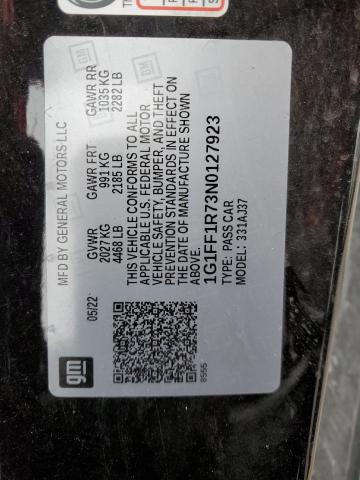 MFD BY GENERAL MOTORS LLC
05/22
GVWR GAWR FRT GAWR RR
2027 KG 991 KG 1035 KG
4468 LB 2185 LB 2282 LB
THIS VEHICLE CONFORMS TO ALL
APPLICABLE U.S. FEDERAL MOTOR
VEHICLE SAFETY, BUMPER, AND THEFT
PREVENTION STANDARDS IN EFFECT ON
THE DATE OF MANUFACTURE SHOWN
ABOVE.
1G1FF1R73N0127923
TYPE: PASS CAR
MODEL: 331AJ37
gm
8555